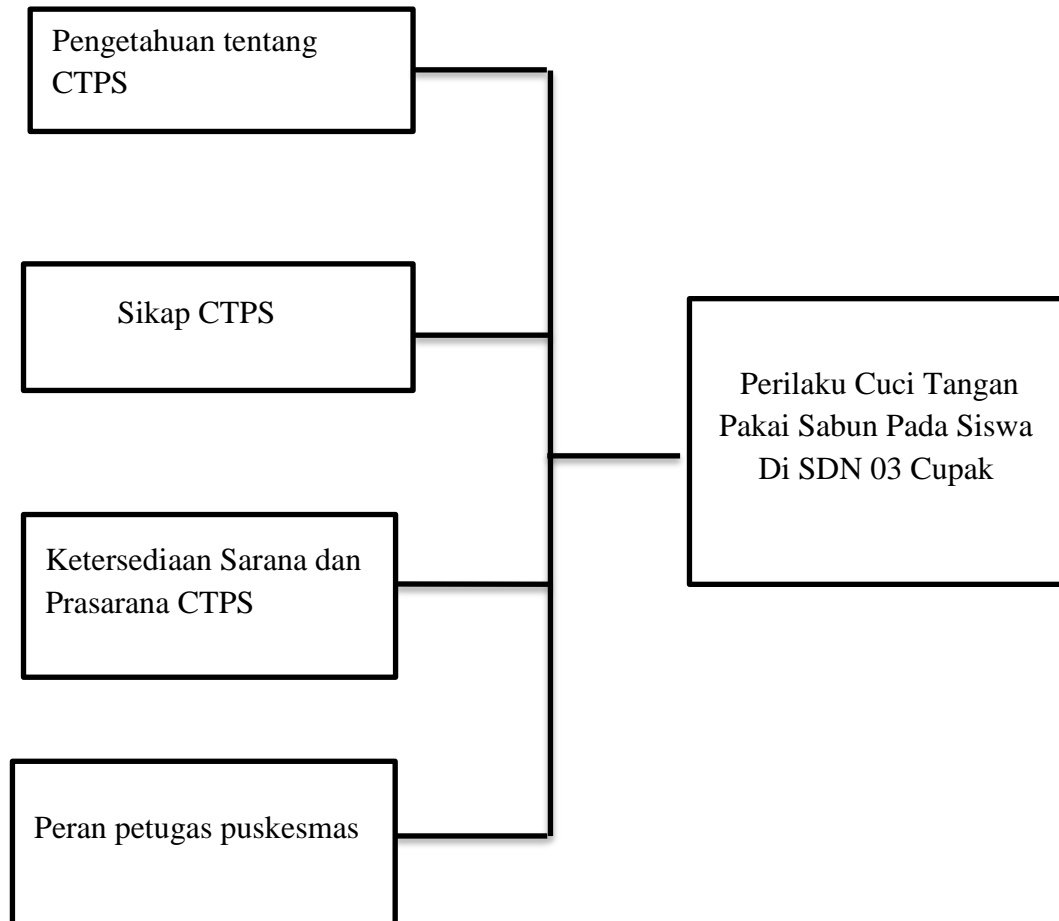 Pengetahuan tentang
CTPS
Sikap CTPS
Ketersediaan Sarana dan
Prasarana CTPS
Peran petugas puskesmas
Perilaku Cuci Tangan
Pakai Sabun Pada Siswa
Di SDN 03 Cupak